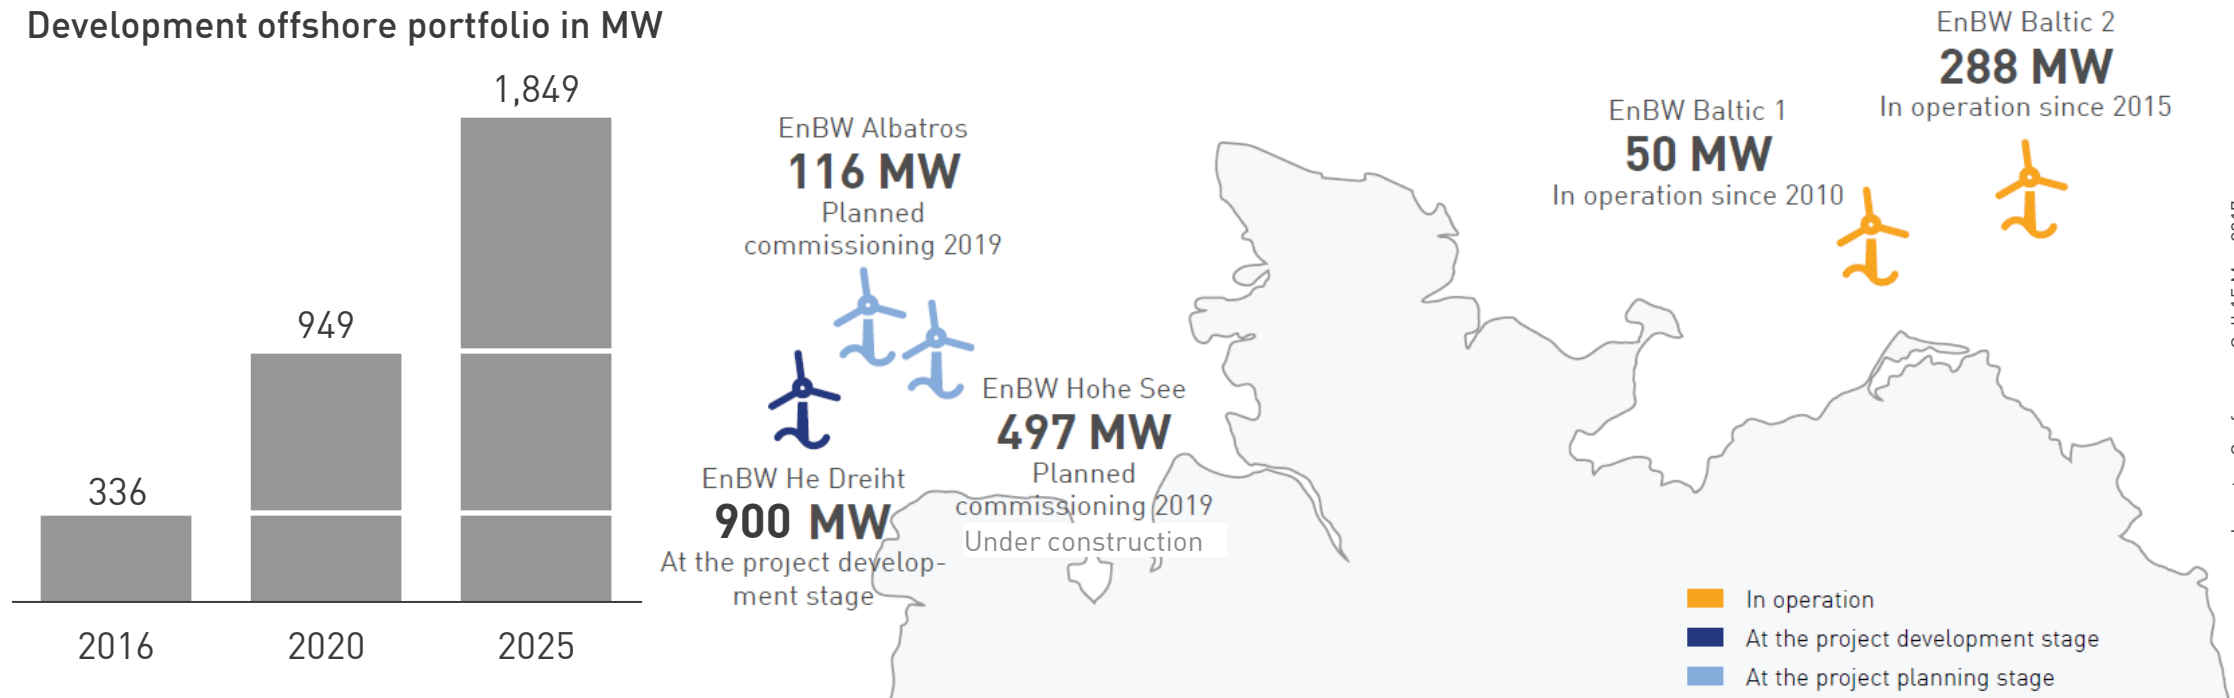 Development offshore portfolio in MW
1,849
949
336
2016
2020
2025
EnBW Albatros
116 MW
Planned
commissioning 2019
EnBW He Dreiht
900 MW
At the project develop-
ment stage
EnBW Hohe See
497 MW
Planned
commissioning 2019
Under construction
EnBW Baltic 1
50 MW
In operation since 2010
EnBW Baltic 2
288 MW
In operation since 2015
In operation
At the project development stage
At the project planning stage